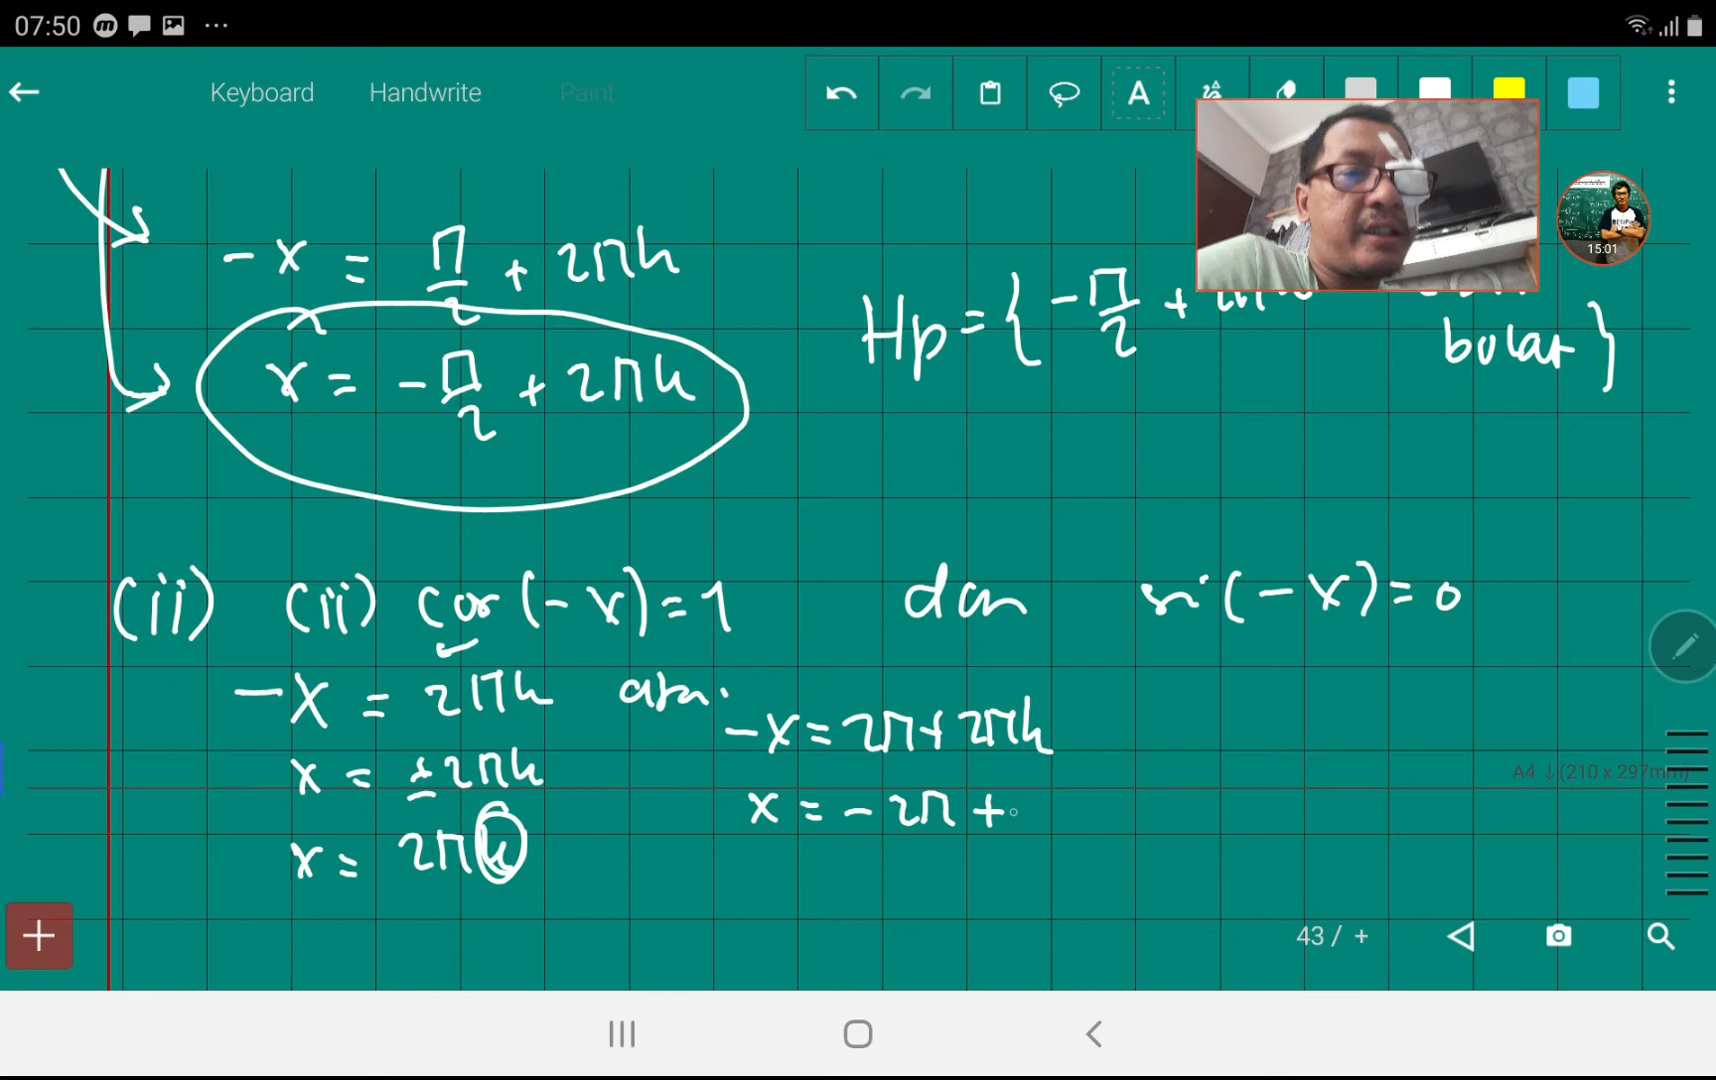 07:50
Keyboard Handwrite Paint
A
-x = π/2 + 2πk
x = -π/2 + 2πk
Hp = { -π/2 +
bulat }
15:01
(ii) (ii) cos(-x)=1 dan sin(-x)=0
-x = 2πk atau
-x = 2π+2πk
x = ±2πk
x = -2π +
x = 2πk
A4 ↓ (210 x 297mm)
43 / +